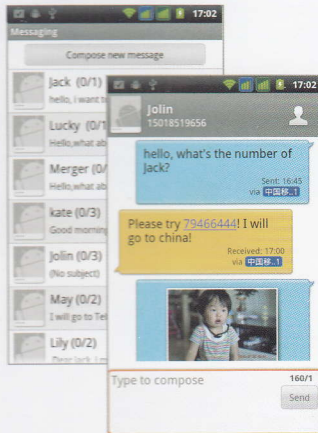 17:02
Messaging
Compose new message
Jack (0/1)
hello, i want t
Lucky (0/1
Hello,what ab
Merger (0/
Hello,what ab
kate (0/3)
Good morning
Jolin (0/3)
(No subject)
May (0/2)
I will go to Tel
Lily (0/2)
Dear Jack, I m
17:02
Jolin
15018519656
hello, what's the number of
Jack?
Sent: 16:45
via 中国移..1
Please try 79466444! I will
go to china!
Received: 17:00
via 中国移..1
Type to compose
160/1
Send